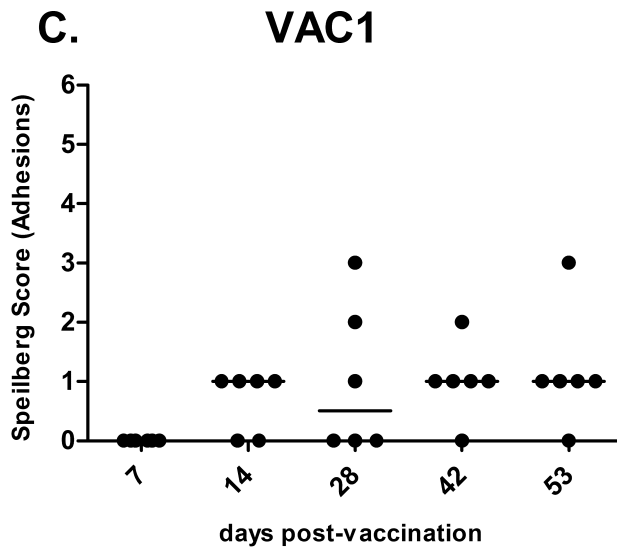 C. VAC1
Speilberg Score (Adhesions)
6
5
4
3
2
1
0
7 14 28 42 53
days post-vaccination